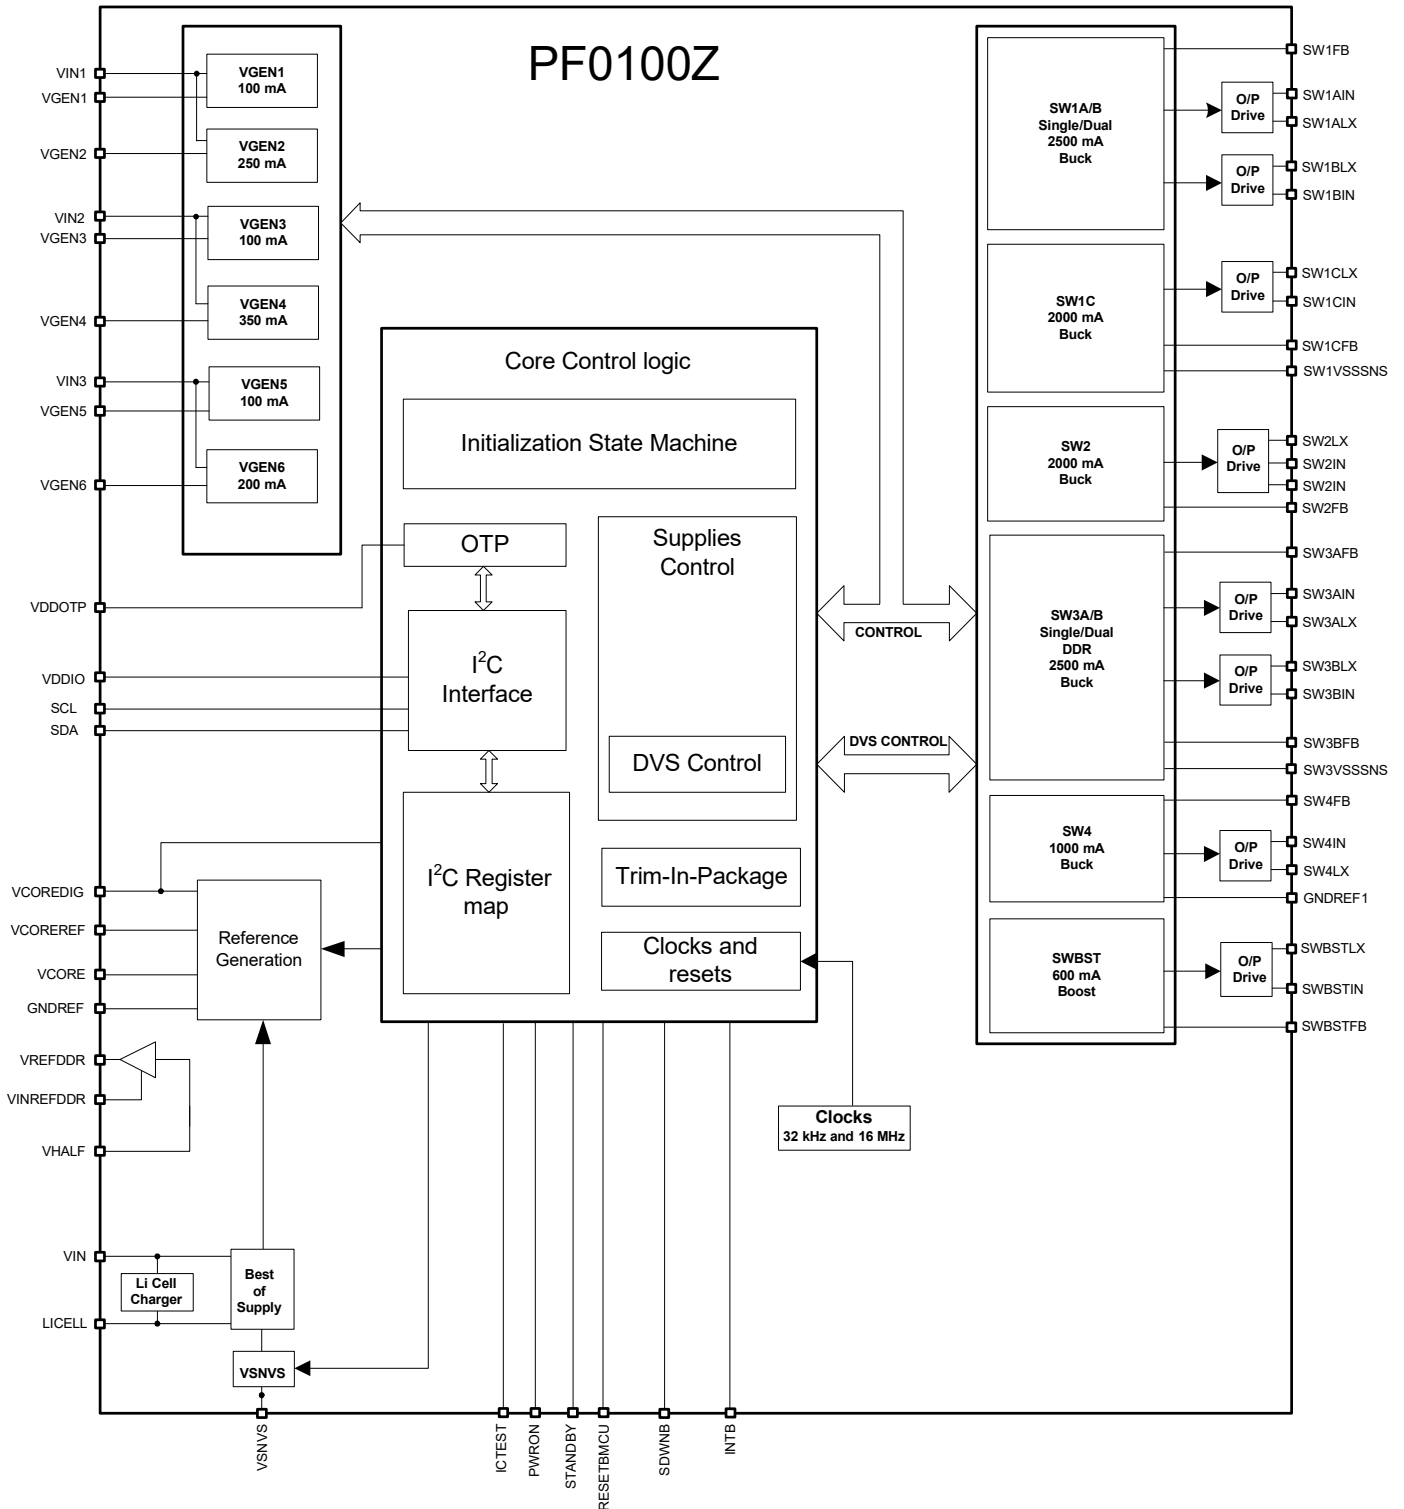 PF0100Z
VIN1
VGEN1
VGEN2
VIN2
VGEN3
VGEN4
VIN3
VGEN5
VGEN6
VDDOTP
VDDIO
SCL
SDA
VCOREDIG
VCOREREF
VCORE
GNDREF
VREFDDR
VINREFDDR
VHALF
VIN
LICELL
VGEN1
100 mA
VGEN2
250 mA
VGEN3
100 mA
VGEN4
350 mA
VGEN5
100 mA
VGEN6
200 mA
Core Control logic
Initialization State Machine
OTP
I²C
Interface
I²C Register
map
Supplies
Control
DVS Control
Trim-In-Package
Clocks and
resets
Reference
Generation
Li Cell
Charger
Best
of
Supply
VSNVS
Clocks
32 kHz and 16 MHz
CONTROL
DVS CONTROL
SW1A/B
Single/Dual
2500 mA
Buck
SW1C
2000 mA
Buck
SW2
2000 mA
Buck
SW3A/B
Single/Dual
DDR
2500 mA
Buck
SW4
1000 mA
Buck
SWBST
600 mA
Boost
O/P
Drive
O/P
Drive
O/P
Drive
O/P
Drive
O/P
Drive
O/P
Drive
O/P
Drive
O/P
Drive
SW1FB
SW1AIN
SW1ALX
SW1BLX
SW1BIN
SW1CLX
SW1CIN
SW1CFB
SW1VSSSNS
SW2LX
SW2IN
SW2IN
SW2FB
SW3AFB
SW3AIN
SW3ALX
SW3BLX
SW3BIN
SW3BFB
SW3VSSSNS
SW4FB
SW4IN
SW4LX
GNDREF1
SWBSTLX
SWBSTIN
SWBSTFB
VSNVS
ICTEST
PWRON
STANDBY
RESETBMCU
SDWNB
INTB